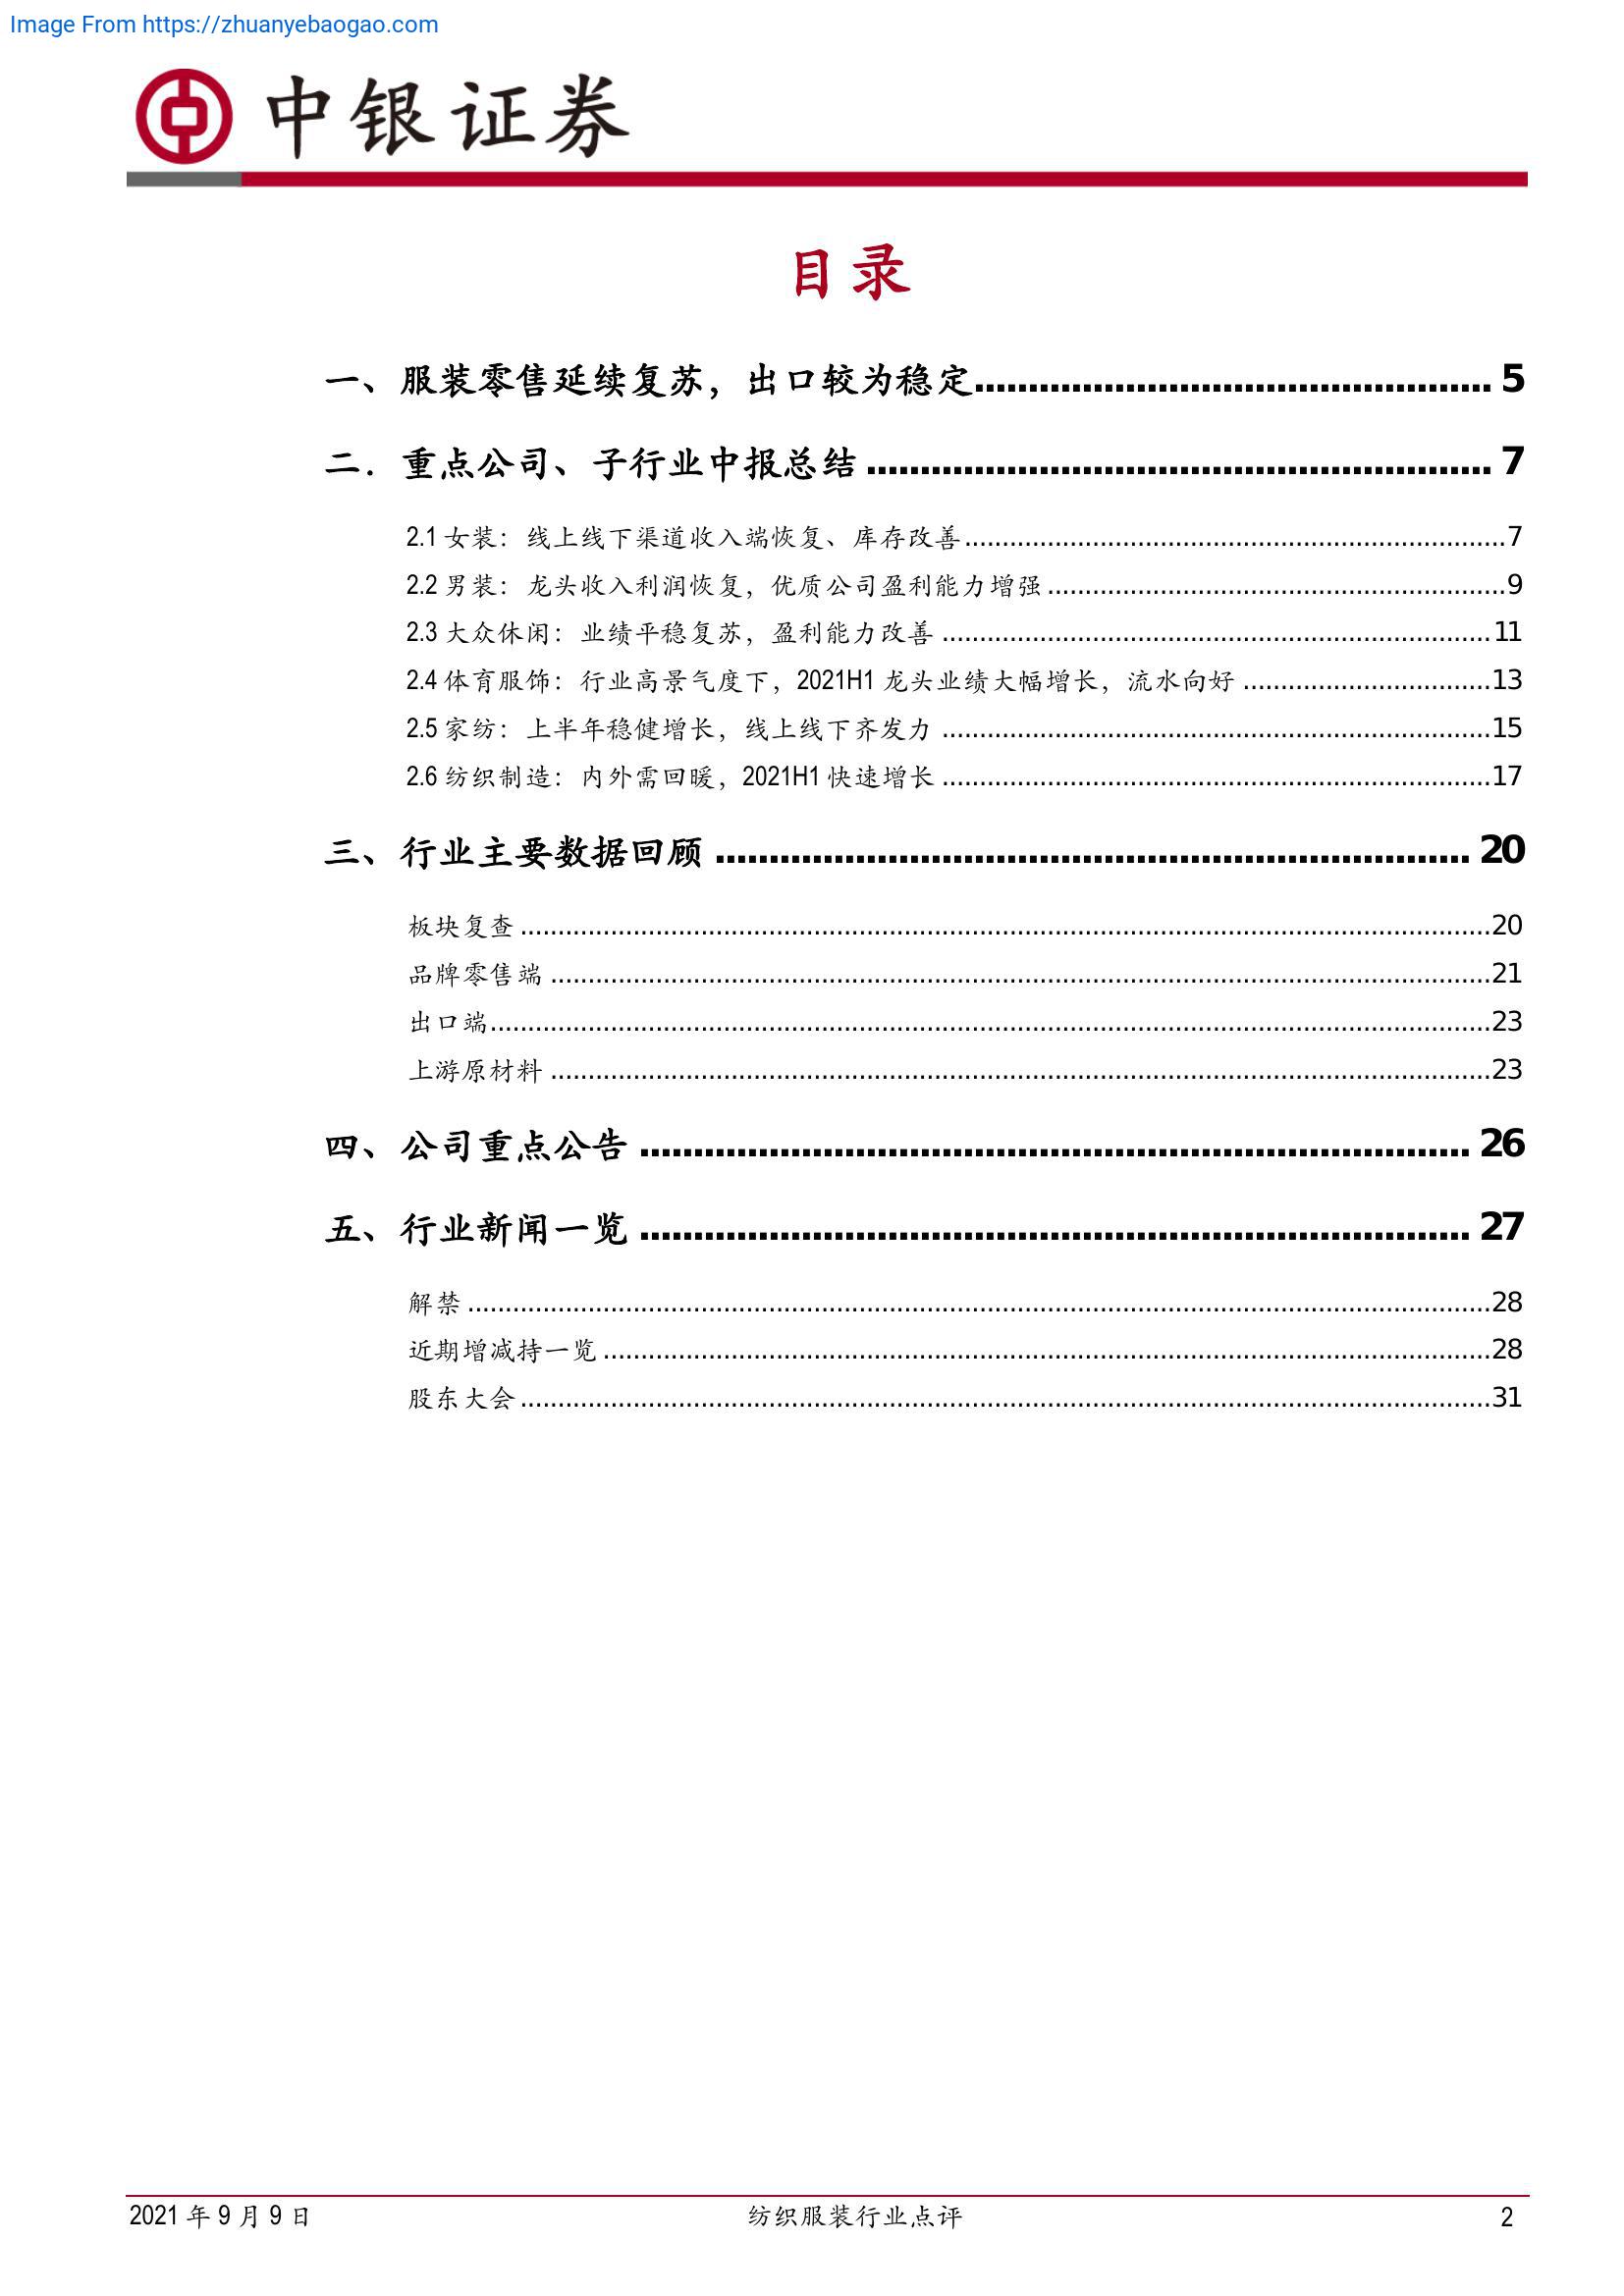 Image From https://zhuanyebaogao.com
中银证券
目录
一、服装零售延续复苏，出口较为稳定................................................ 5
二．重点公司、子行业中报总结 .......................................................... 7
2.1 女装：线上线下渠道收入端恢复、库存改善........................................................................7
2.2 男装：龙头收入利润恢复，优质公司盈利能力增强.............................................................9
2.3 大众休闲：业绩平稳复苏，盈利能力改善.........................................................................11
2.4 体育服饰：行业高景气度下，2021H1 龙头业绩大幅增长，流水向好.................................13
2.5 家纺：上半年稳健增长，线上线下齐发力.........................................................................15
2.6 纺织制造：内外需回暖，2021H1 快速增长.........................................................................17
三、行业主要数据回顾 ...................................................................... 20
板块复查.................................................................................................................................20
品牌零售端.............................................................................................................................21
出口端.....................................................................................................................................23
上游原材料.............................................................................................................................23
四、公司重点公告 ............................................................................. 26
五、行业新闻一览 ............................................................................. 27
解禁........................................................................................................................................28
近期增减持一览......................................................................................................................28
股东大会.................................................................................................................................31
2021 年 9 月 9 日
纺织服装行业点评
2